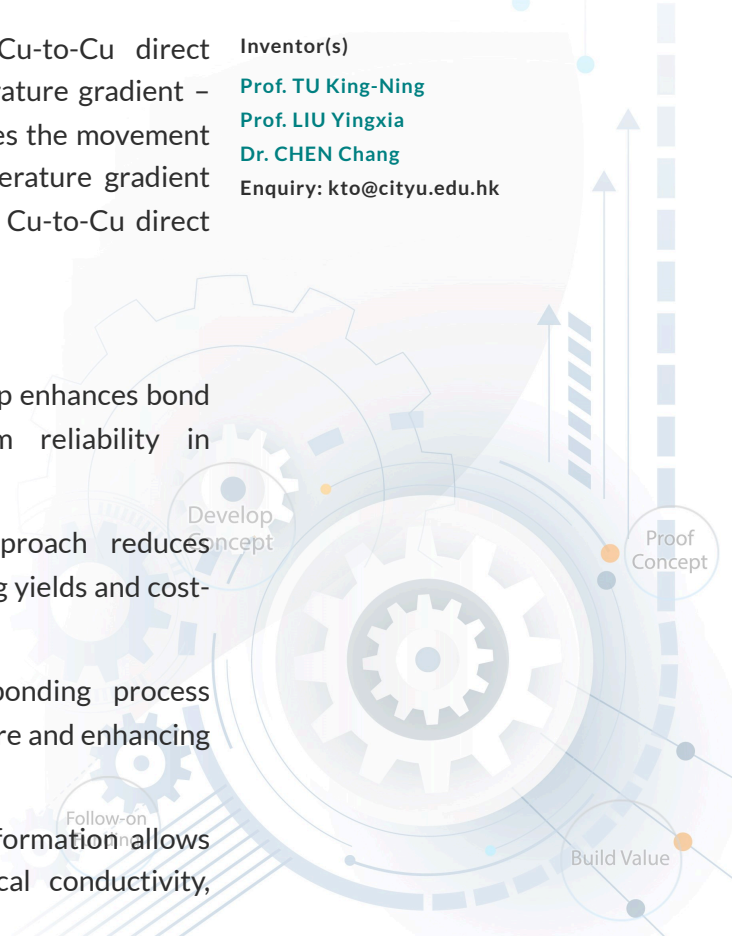 Cu-to-Cu direct
rature gradient –
es the movement
erature gradient
Cu-to-Cu direct
p enhances bond
m reliability in
proach reduces
g yields and cost-
bonding process
re and enhancing
formation allows
cal conductivity,
Inventor(s)
Prof. TU King-Ning
Prof. LIU Yingxia
Dr. CHEN Chang
Enquiry: kto@cityu.edu.hk
Develop
Concept
Proof
Concept
Follow-on
Build Value